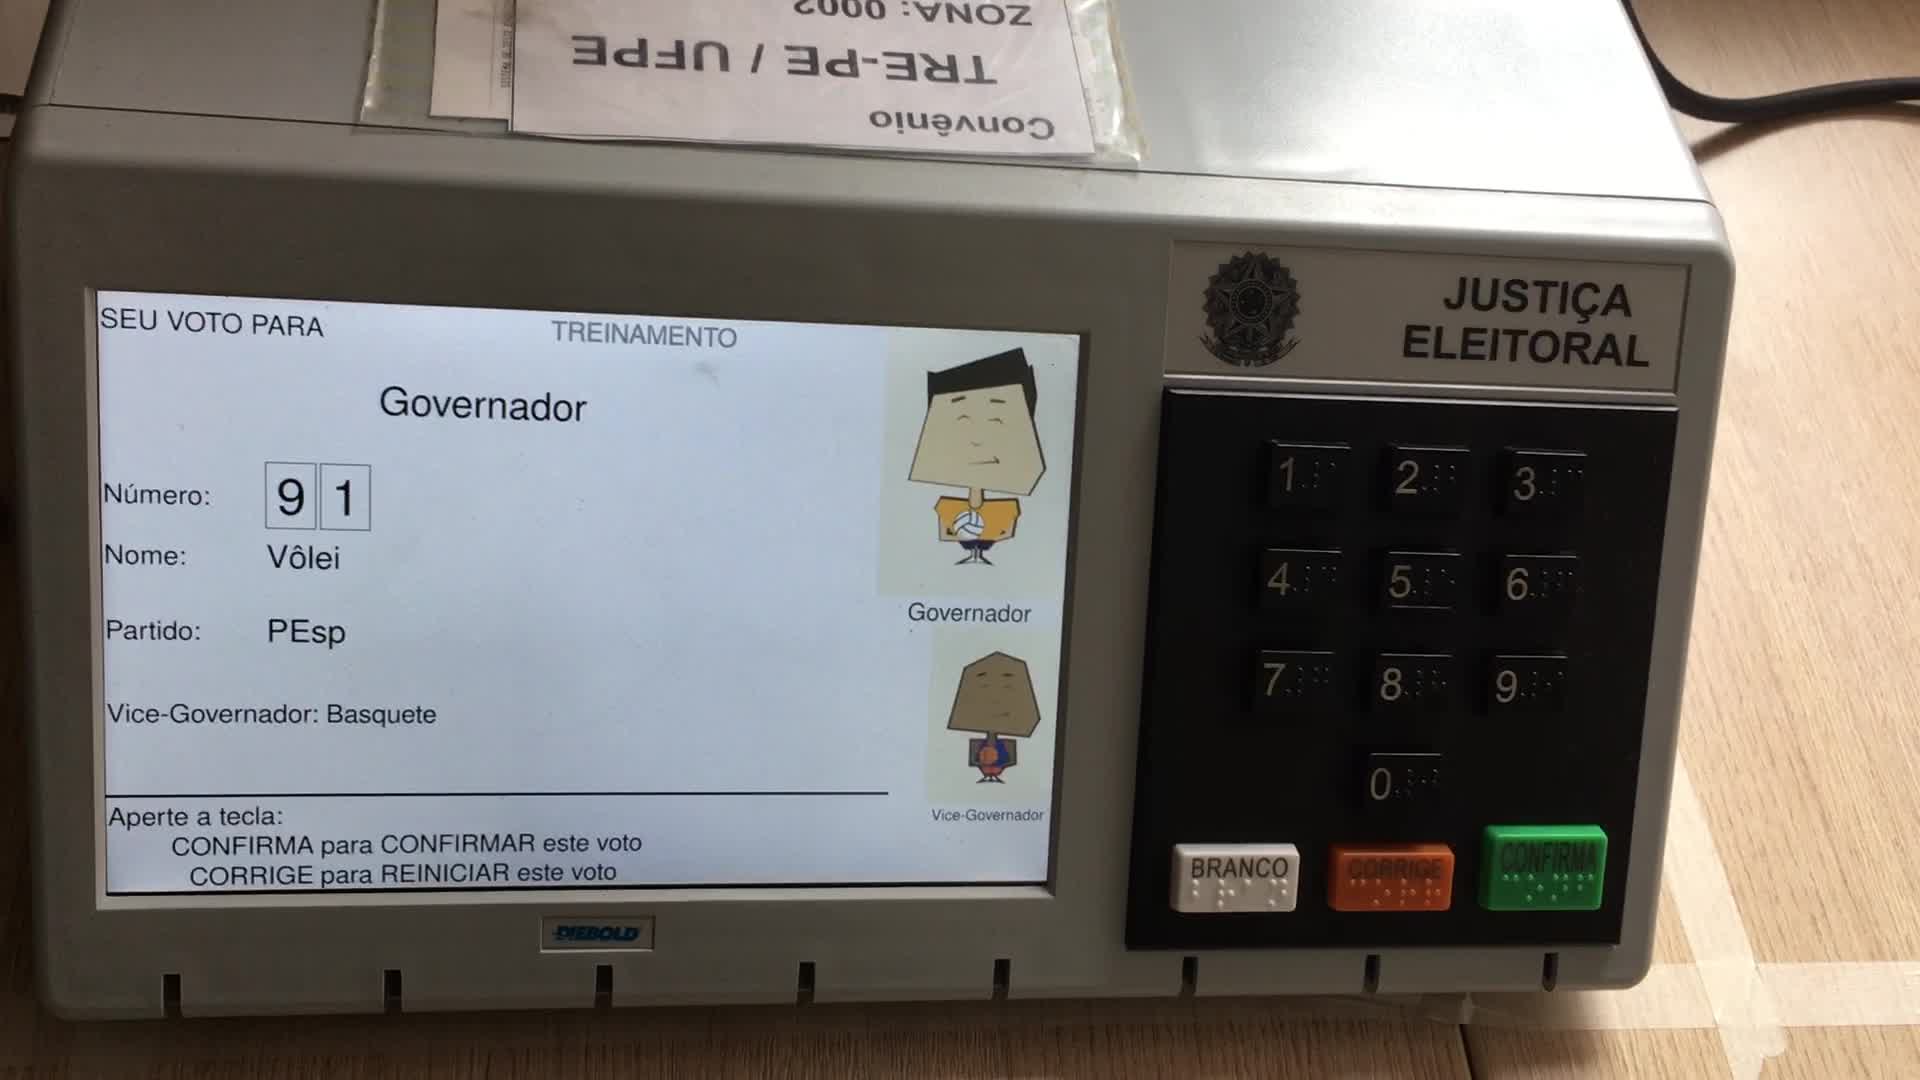 ZONA: 0002
TRE-PE / UFPE
Convênio
JUSTIÇA
ELEITORAL
SEU VOTO PARA
TREINAMENTO
Governador
Número: 9 1
Nome: Vôlei
Partido: PEsp
Vice-Governador: Basquete
Governador
Vice-Governador
Aperte a tecla:
CONFIRMA para CONFIRMAR este voto
CORRIGE para REINICIAR este voto
DIEBOLD
1 2 3
4 5 6
7 8 9
0
BRANCO CORRIGE CONFIRMA